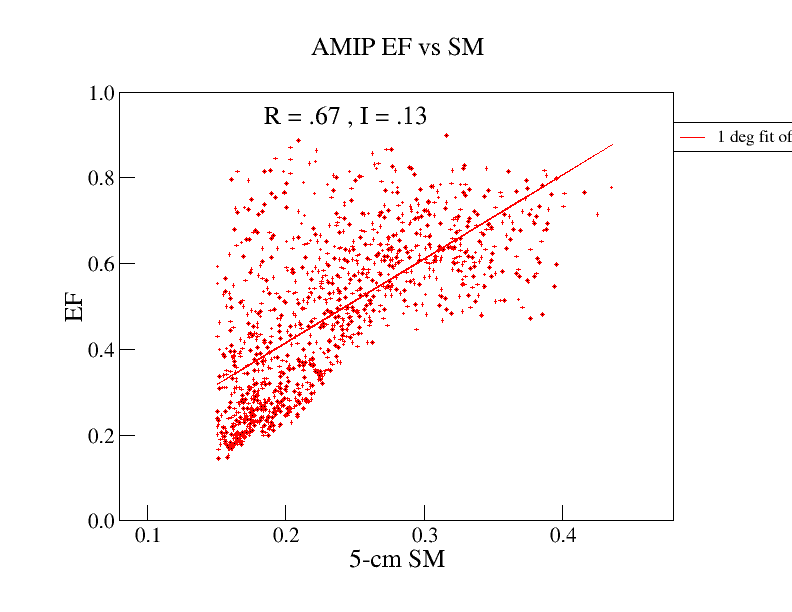 AMIP EF vs SM
R = .67 , I = .13
1 deg fit of
1.0
0.8
0.6
0.4
0.2
0.0
EF
0.1 0.2 0.3 0.4
5-cm SM